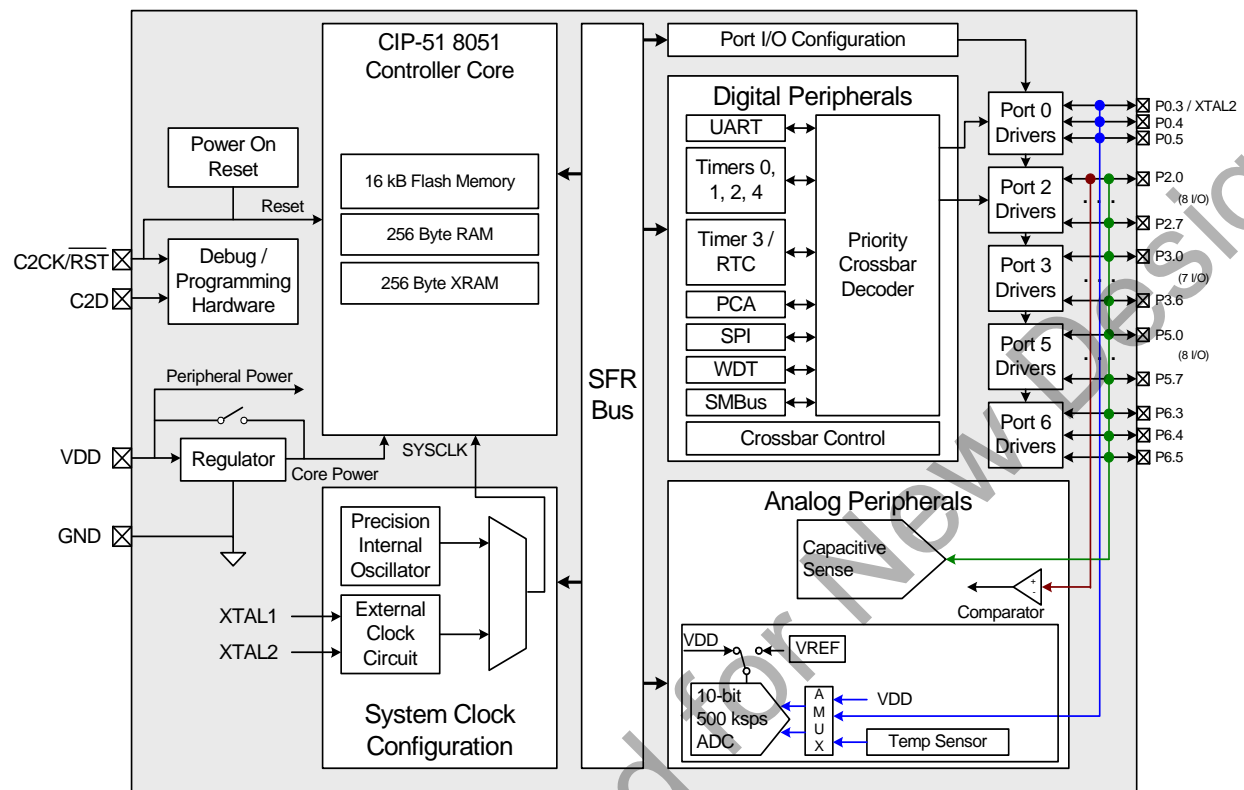 CIP-51 8051
Controller Core
16 kB Flash Memory
256 Byte RAM
256 Byte XRAM
Power On
Reset
Reset
C2CK/RST
Debug /
Programming
Hardware
C2D
Peripheral Power
VDD
Regulator
Core Power
SYSCLK
GND
Precision
Internal
Oscillator
XTAL1
XTAL2
External
Clock
Circuit
System Clock
Configuration
SFR
Bus
Port I/O Configuration
Digital Peripherals
UART
Timers 0,
1, 2, 4
Timer 3 /
RTC
PCA
SPI
WDT
SMBus
Priority
Crossbar
Decoder
Crossbar Control
Port 0
Drivers
Port 2
Drivers
Port 3
Drivers
Port 5
Drivers
Port 6
Drivers
P0.3 / XTAL2
P0.4
P0.5
P2.0
. . .
(8 I/O)
P2.7
P3.0
. . .
(7 I/O)
P3.6
P5.0
. . .
(8 I/O)
P5.7
P6.3
P6.4
P6.5
Analog Peripherals
Capacitive
Sense
+
-
Comparator
VDD
VREF
10-bit
500 ksps
ADC
A
M
U
X
VDD
Temp Sensor
d for New Desig